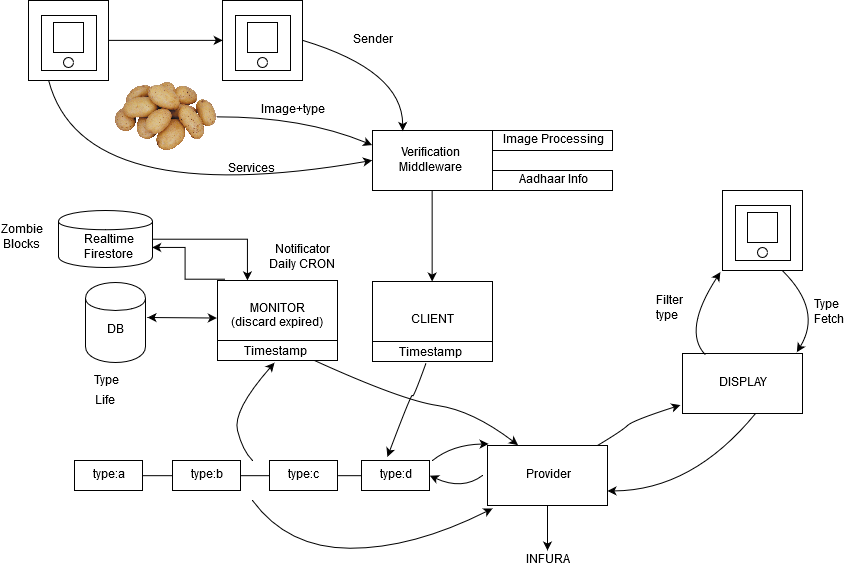 Sender
Image+type
Services
Verification
Middleware
Image Processing
Aadhaar Info
Zombie
Blocks
Realtime
Firestore
Notificator
Daily CRON
MONITOR
(discard expired)
Timestamp
DB
Type
Life
CLIENT
Timestamp
Filter
type
Type
Fetch
DISPLAY
type:a
type:b
type:c
type:d
Provider
INFURA